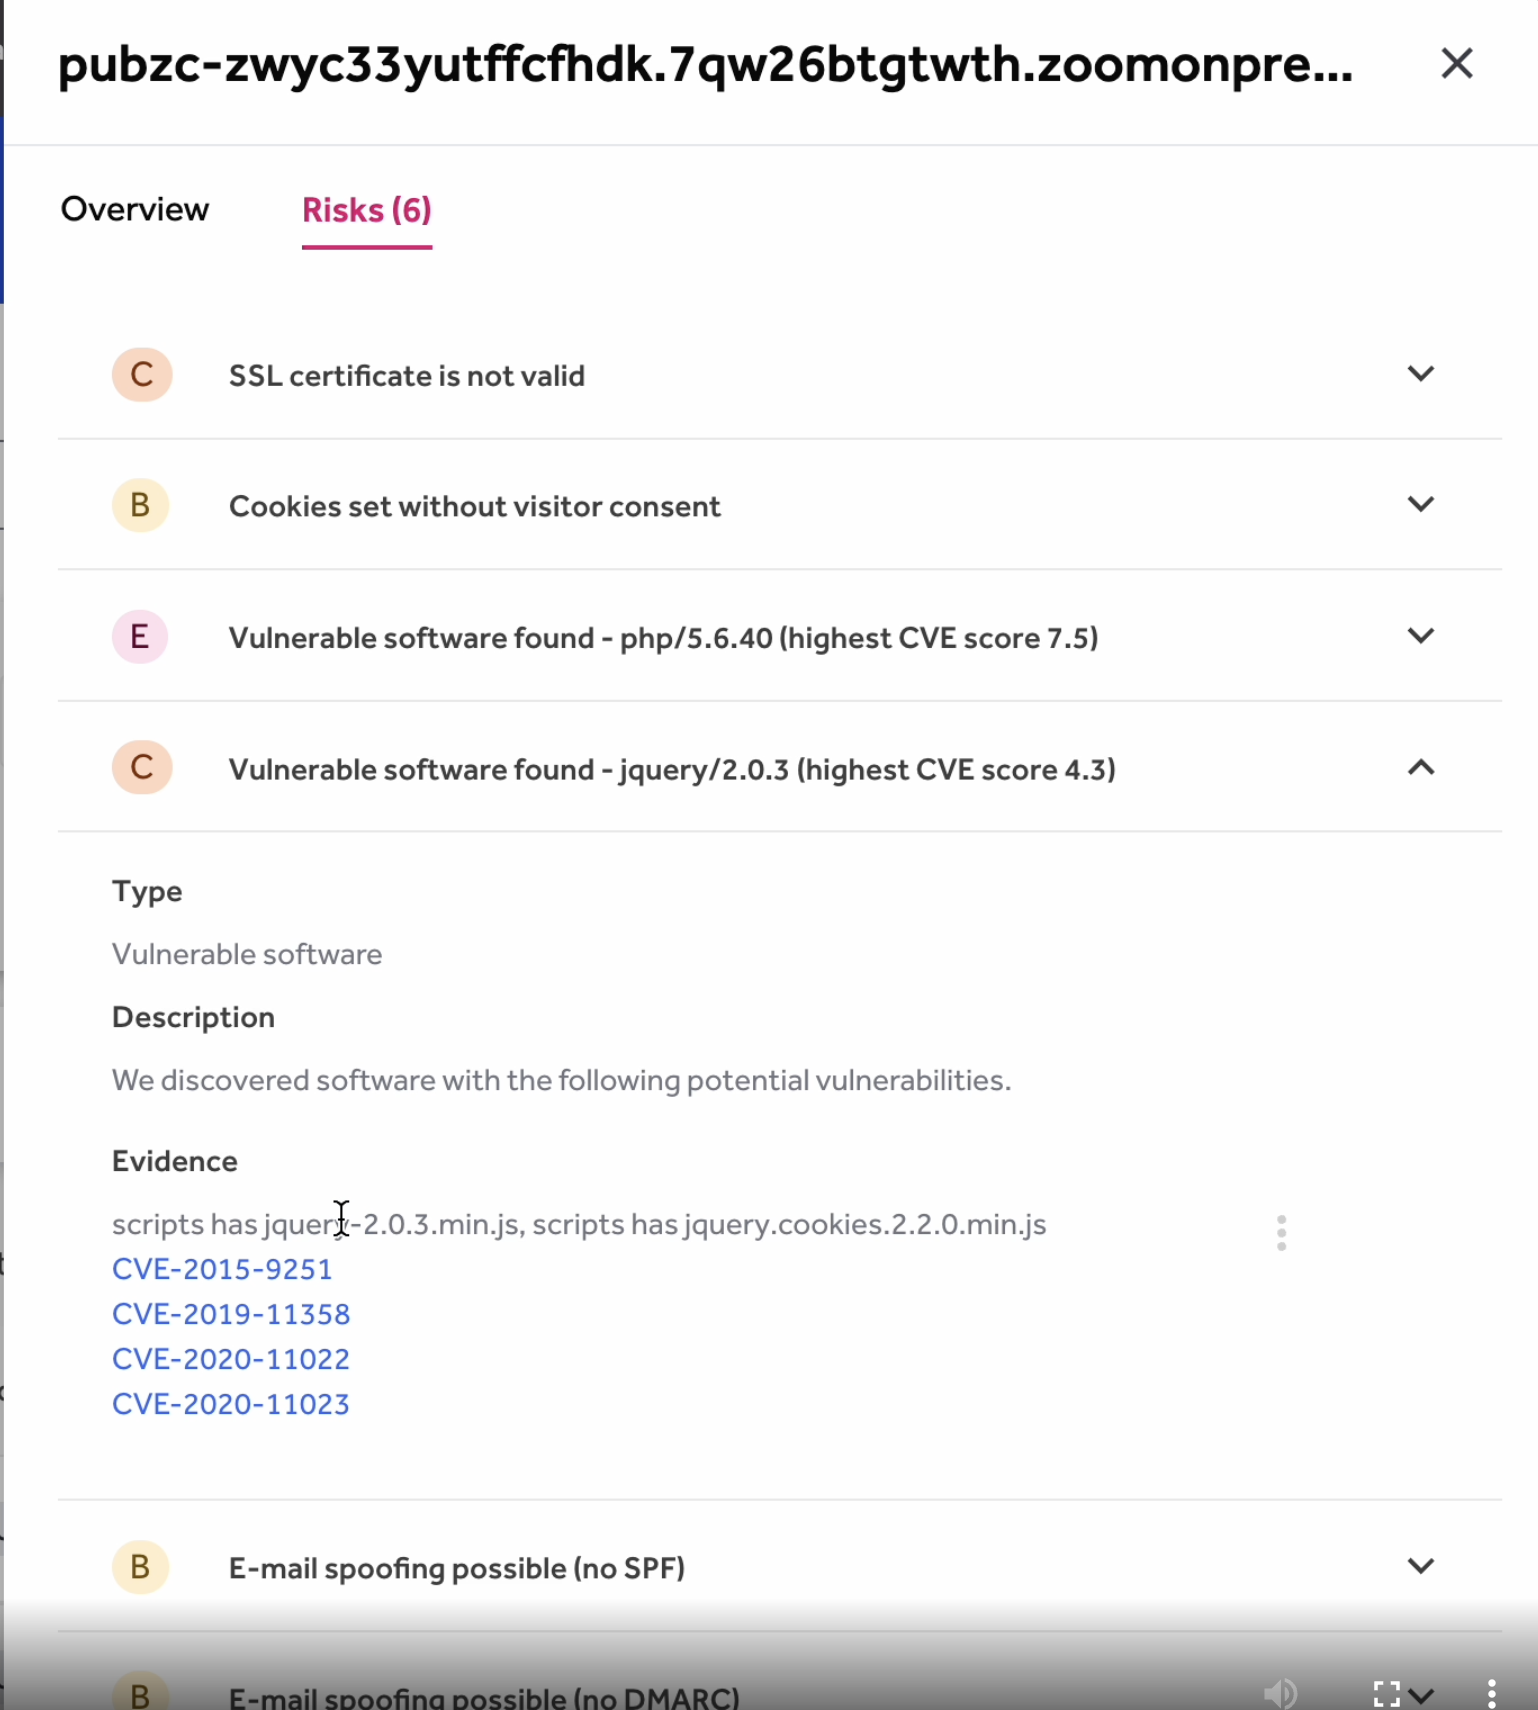 pubzc-zwyc33yutffcfhdk.7qw26btgtwth.zoomonpre...
Overview
Risks (6)
C
SSL certificate is not valid
B
Cookies set without visitor consent
E
Vulnerable software found - php/5.6.40 (highest CVE score 7.5)
C
Vulnerable software found - jquery/2.0.3 (highest CVE score 4.3)
Type
Vulnerable software
Description
We discovered software with the following potential vulnerabilities.
Evidence
scripts has jquery-2.0.3.min.js, scripts has jquery.cookies.2.2.0.min.js
CVE-2015-9251
CVE-2019-11358
CVE-2020-11022
CVE-2020-11023
B
E-mail spoofing possible (no SPF)
B
E-mail spoofing possible (no DMARC)